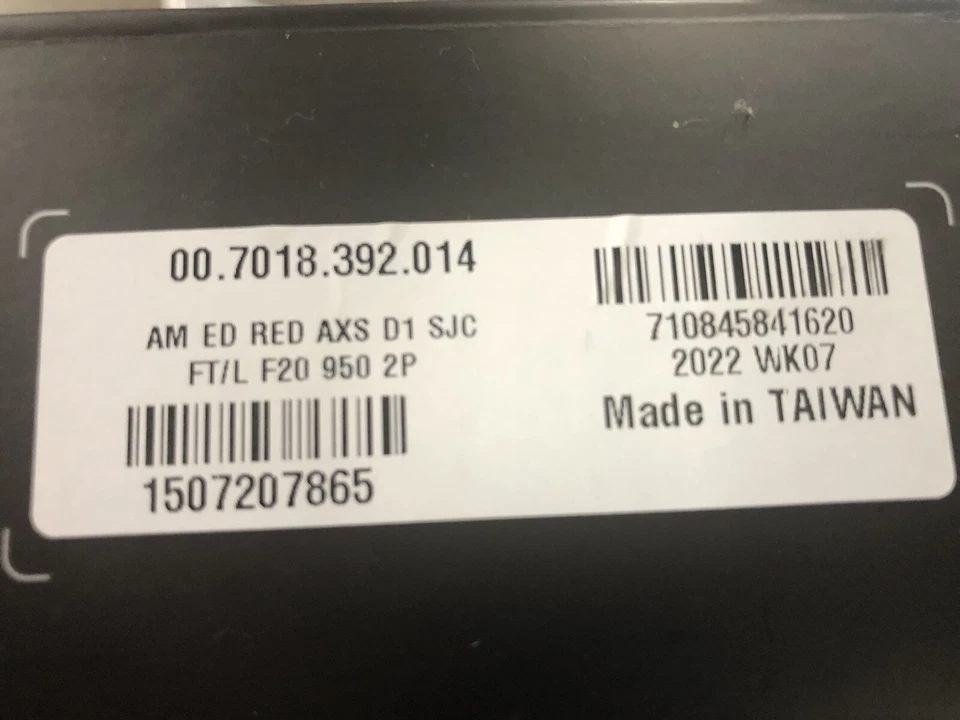 00.7018.392.014
AM ED RED AXS D1 SJC
FT/L F20 950 2P
1507207865
710845841620
2022 WK07
Made in TAIWAN